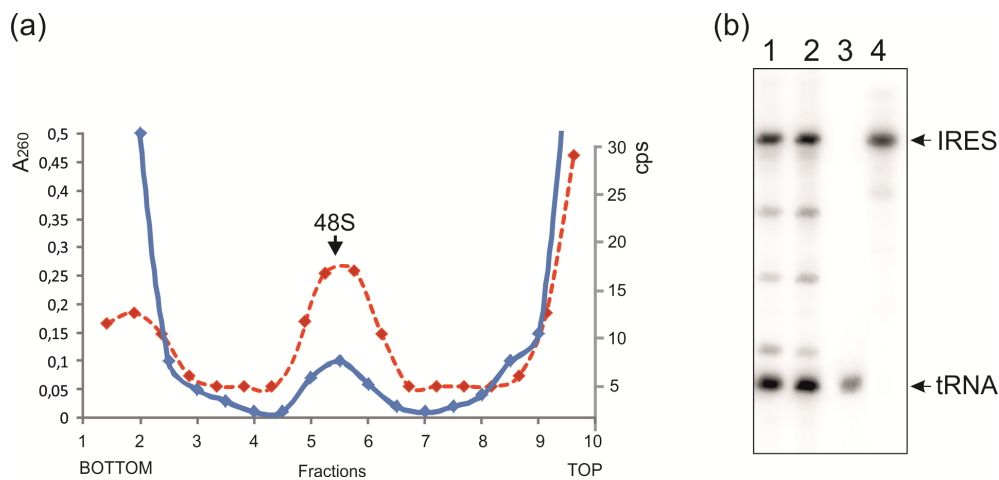 (a)
(b)
1 2 3 4
A260
cps
0,5
0,45
0,4
0,35
0,3
0,25
0,2
0,15
0,1
0,05
0
30
25
20
15
10
5
48S
IRES
tRNA
1 2 3 4 5 6 7 8 9 10
BOTTOM Fractions TOP